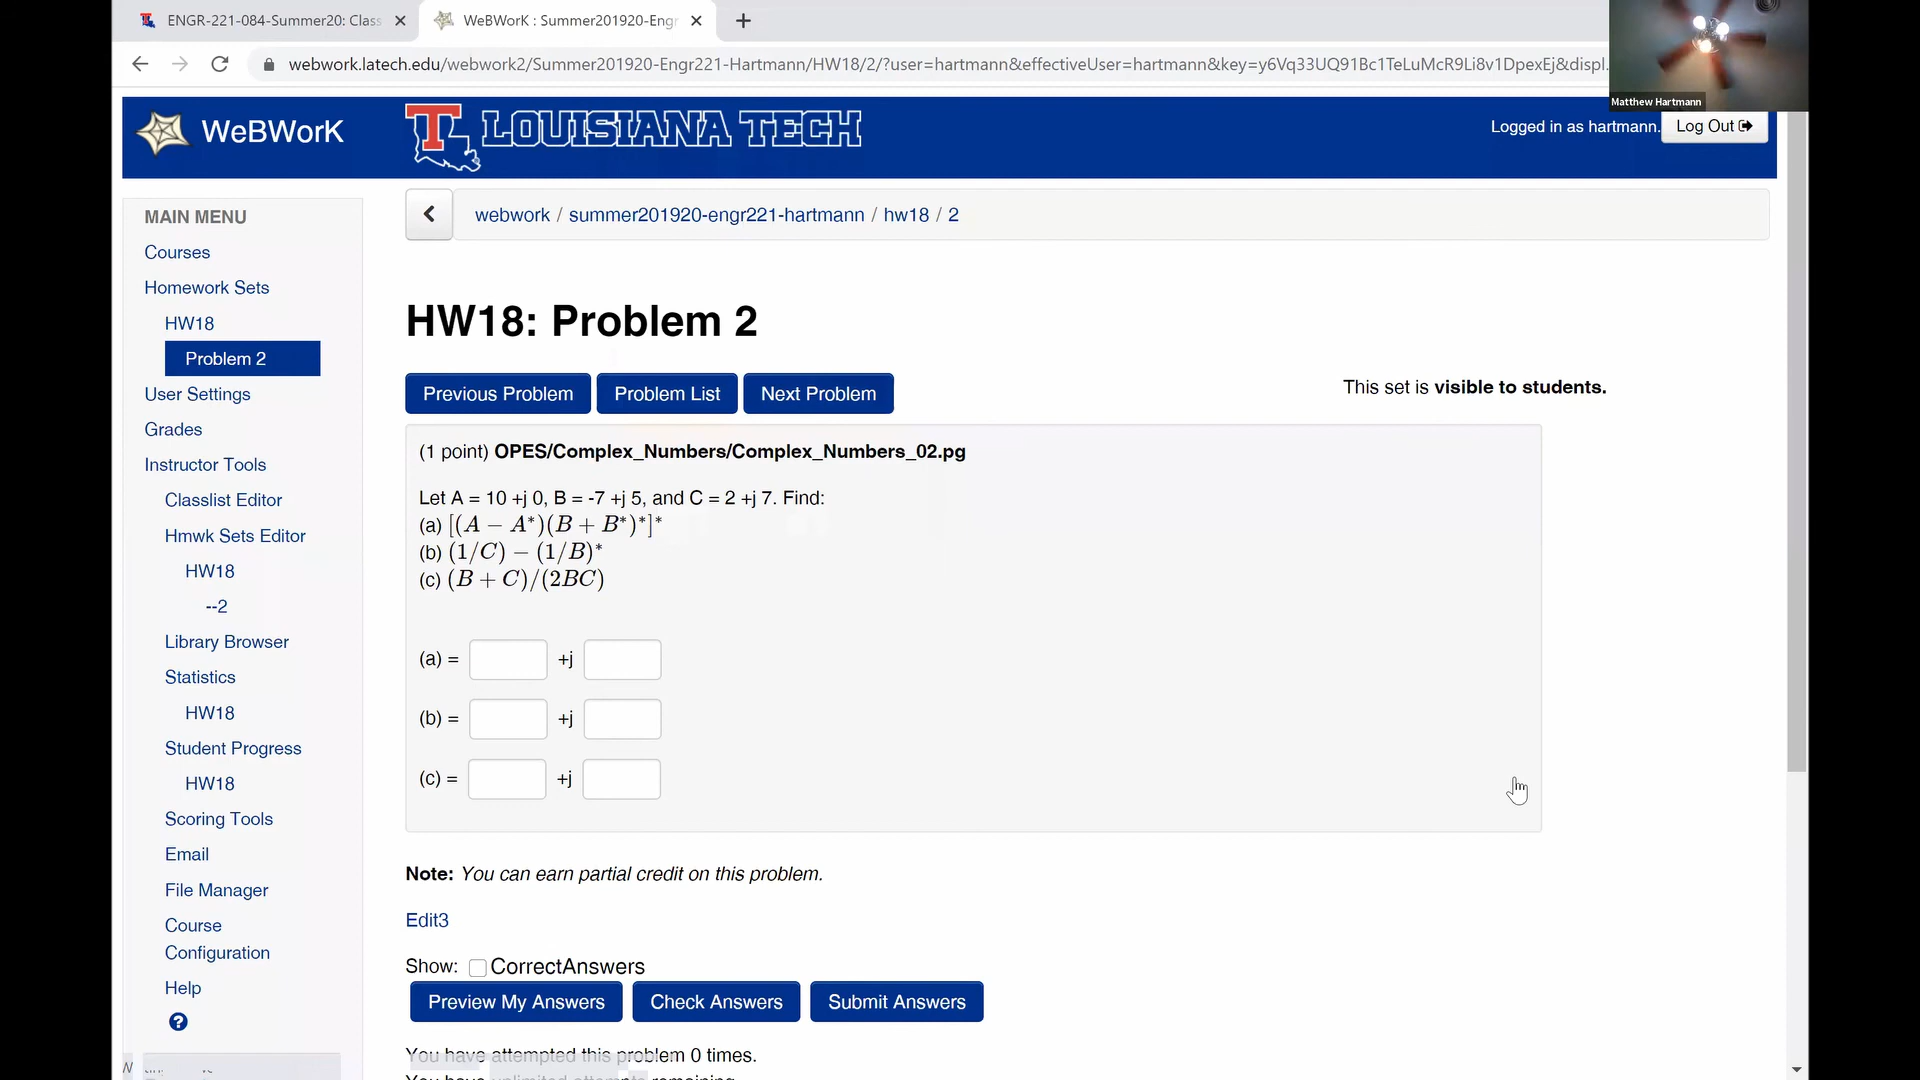 ENGR-221-084-Summer20: Class
WeBWorK : Summer201920-Engr
webwork.latech.edu/webwork2/Summer201920-Engr221-Hartmann/HW18/2/?user=hartmann&effectiveUser=hartmann&key=y6Vq33UQ91Bc1TeLuMcR9Li8v1DpexEj&displ...
Matthew Hartmann
WeBWorK
LOUISIANA TECH
Logged in as hartmann.
Log Out
MAIN MENU
Courses
Homework Sets
HW18
Problem 2
User Settings
Grades
Instructor Tools
Classlist Editor
Hmwk Sets Editor
HW18
--2
Library Browser
Statistics
HW18
Student Progress
HW18
Scoring Tools
Email
File Manager
Course
Configuration
Help
webwork / summer201920-engr221-hartmann / hw18 / 2
HW18: Problem 2
Previous Problem
Problem List
Next Problem
This set is visible to students.
(1 point) OPES/Complex_Numbers/Complex_Numbers_02.pg
Let A = 10 +j 0, B = -7 +j 5, and C = 2 +j 7. Find:
(a) [(A − A*)(B + B*)*]*
(b) (1/C) − (1/B)*
(c) (B + C)/(2BC)
(a) = +j
(b) = +j
(c) = +j
Note: You can earn partial credit on this problem.
Edit3
Show: CorrectAnswers
Preview My Answers
Check Answers
Submit Answers
You have attempted this problem 0 times.
You have unlimited attempts remaining.